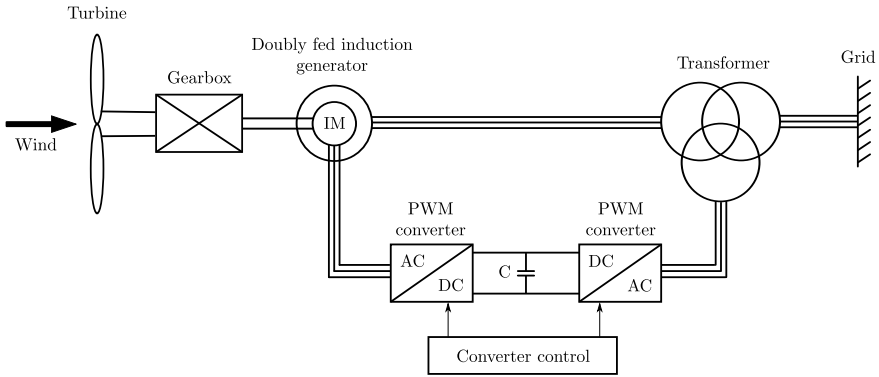 Turbine
Doubly fed induction
generator
Gearbox
Transformer
Grid
Wind
IM
PWM
converter
PWM
converter
AC
DC
C
DC
AC
Converter control